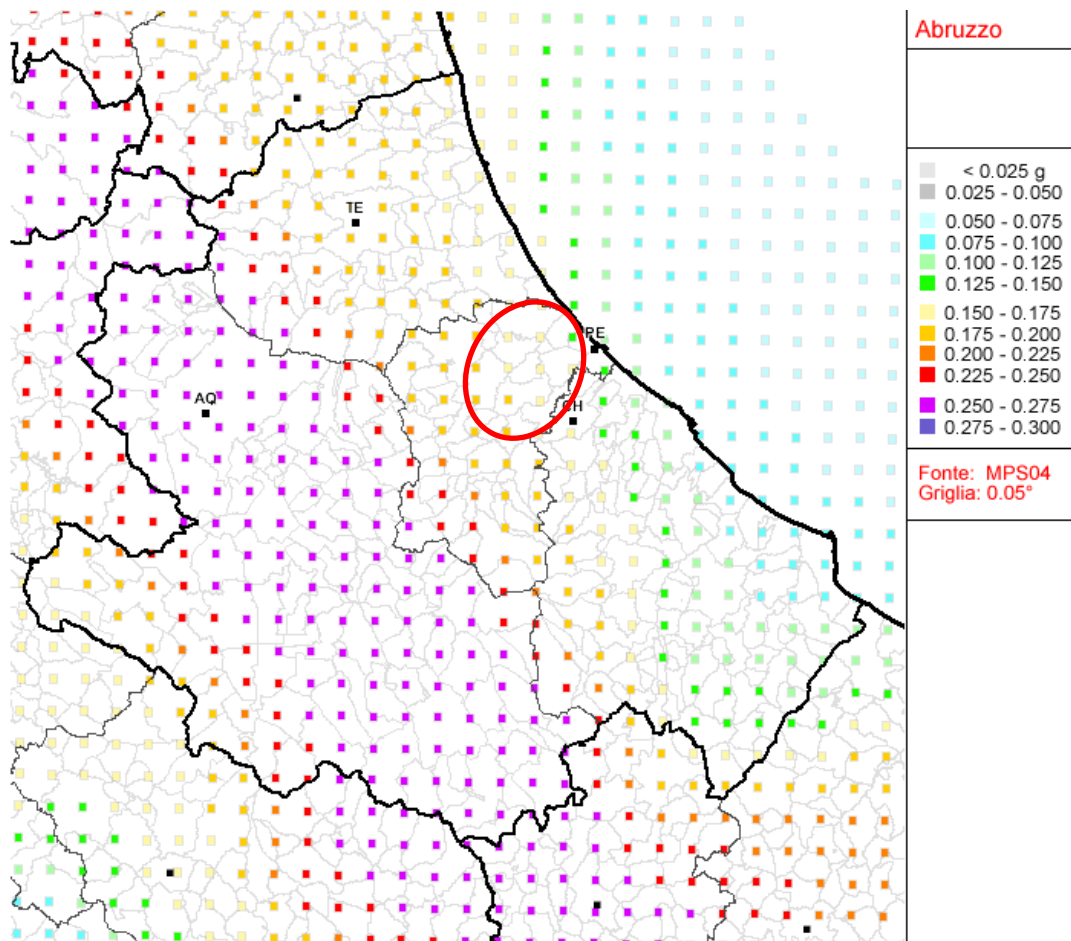 Abruzzo
< 0.025 g
0.025 - 0.050
0.050 - 0.075
0.075 - 0.100
0.100 - 0.125
0.125 - 0.150
0.150 - 0.175
0.175 - 0.200
0.200 - 0.225
0.225 - 0.250
0.250 - 0.275
0.275 - 0.300
Fonte: MPS04
Griglia: 0.05°
TE
PE
AQ
CH